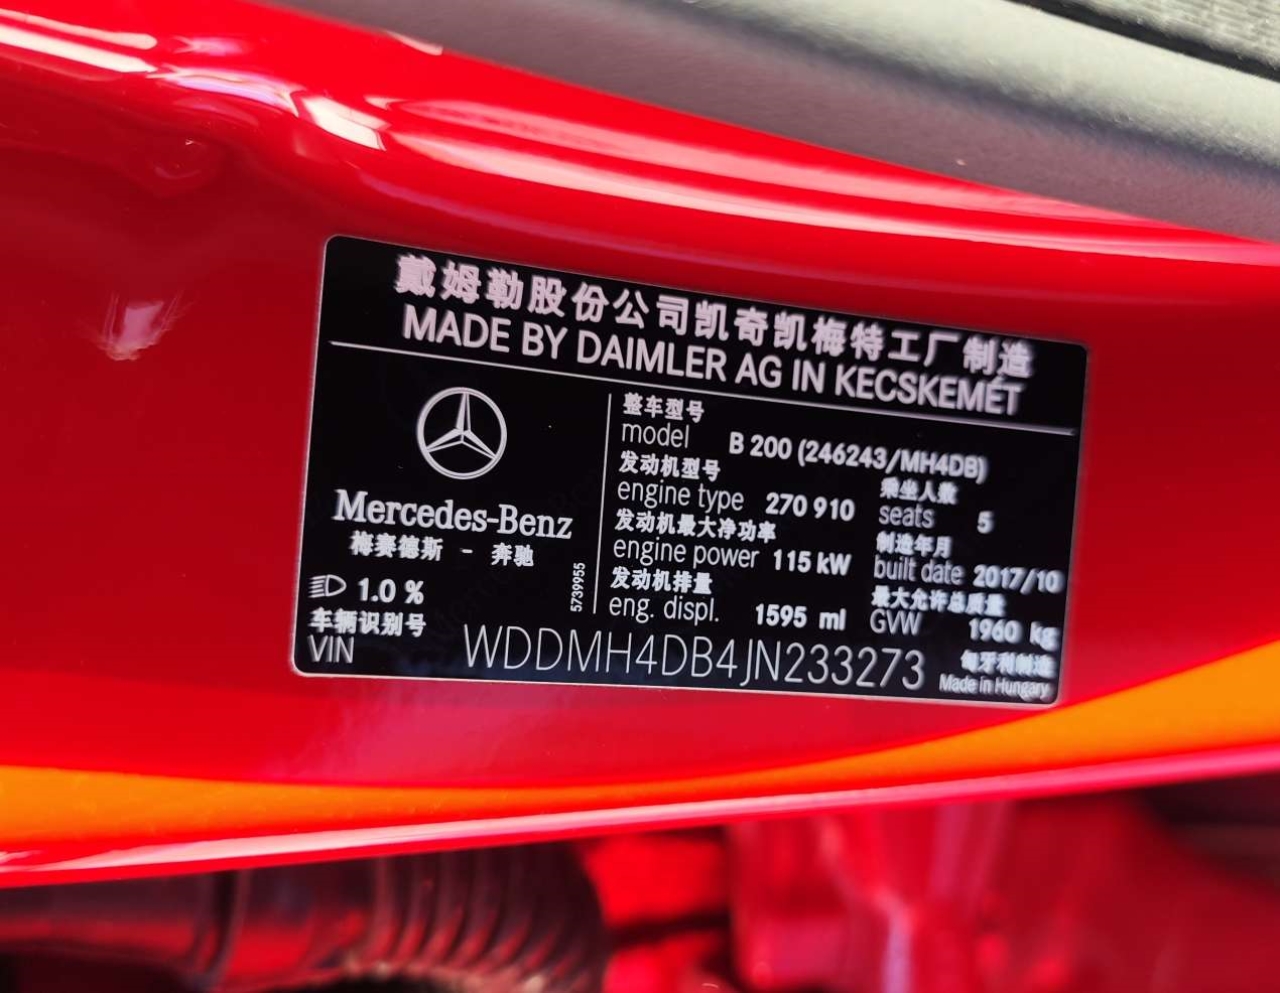 戴姆勒股份公司凯奇凯梅特工厂制造
MADE BY DAIMLER AG IN KECSKEMÉT
Mercedes-Benz
梅赛德斯 - 奔驰
1.0 %
5739955
整车型号
model B 200 (246243/MH4DB)
发动机型号
engine type 270 910
乘坐人数
seats 5
发动机最大净功率
engine power 115 kW
制造年月
built date 2017/10
发动机排量
eng. displ. 1595 ml
最大允许总质量
GVW 1960 kg
车辆识别号
VIN WDDMH4DB4JN233273
匈牙利制造
Made in Hungary